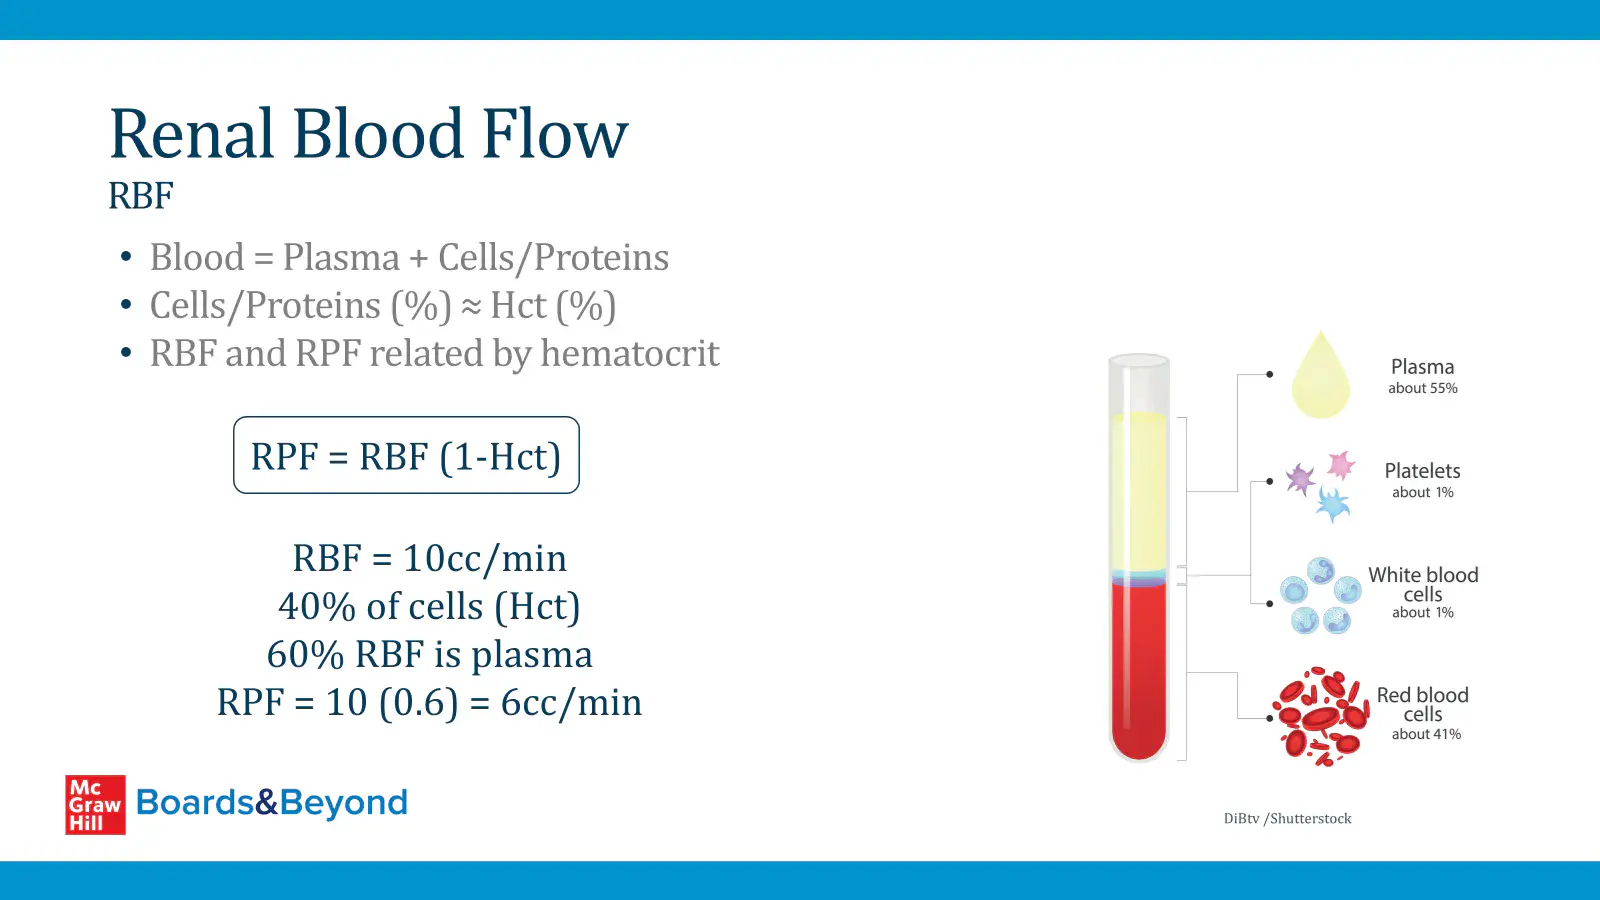 Renal Blood Flow
RBF
• Blood = Plasma + Cells/Proteins
• Cells/Proteins (%) ≈ Hct (%)
• RBF and RPF related by hematocrit
RPF = RBF (1-Hct)
RBF = 10cc/min
40% of cells (Hct)
60% RBF is plasma
RPF = 10 (0.6) = 6cc/min
Plasma
about 55%
Platelets
about 1%
White blood
cells
about 1%
Red blood
cells
about 41%
DiBtv /Shutterstock
Mc
Graw
Hill
Boards&Beyond